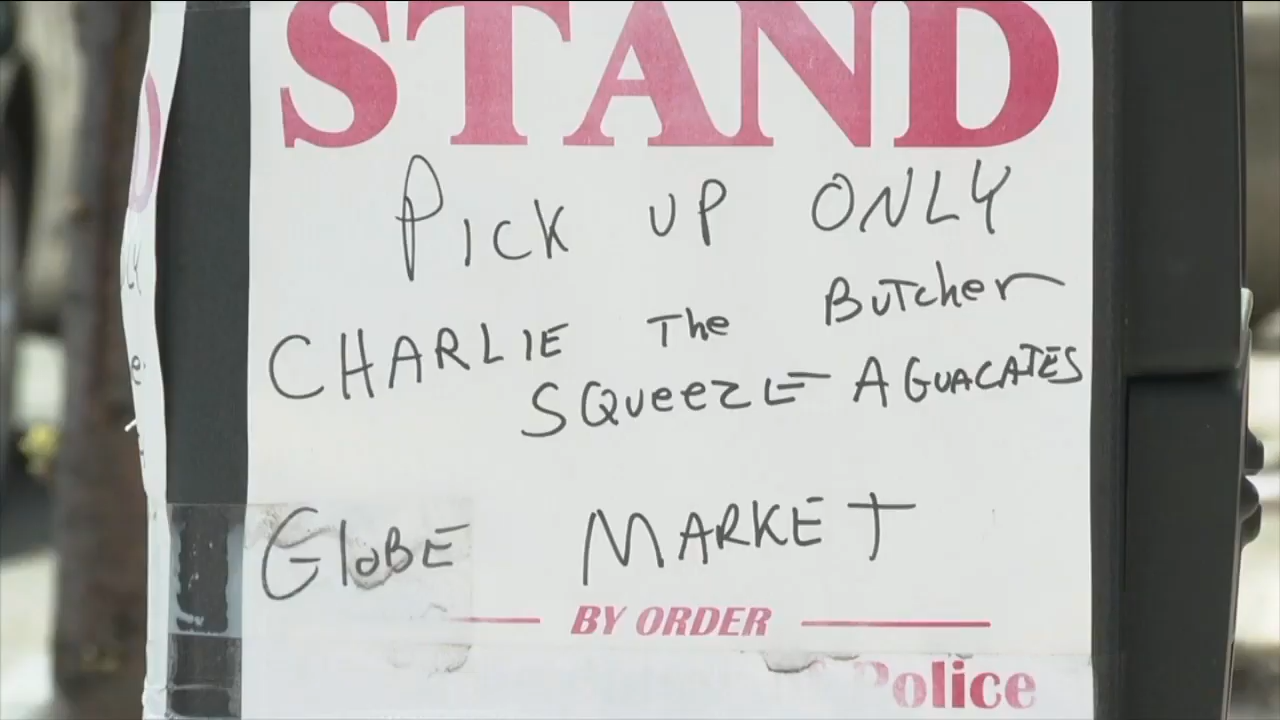 STAND
PICK UP ONLY
CHARLIE The Butcher
SQueeze AGUACATES
GloBE MARKET
BY ORDER
Police